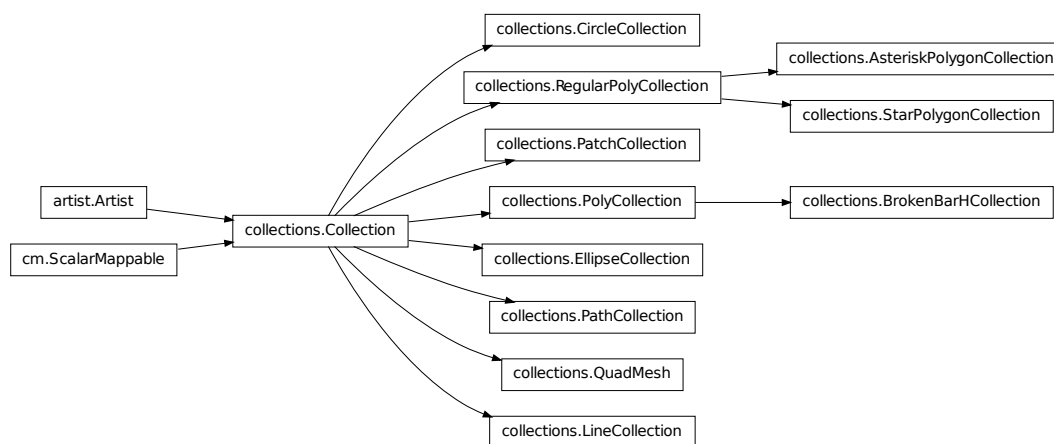 artist.Artist
cm.ScalarMappable
collections.Collection
collections.CircleCollection
collections.RegularPolyCollection
collections.PatchCollection
collections.PolyCollection
collections.EllipseCollection
collections.PathCollection
collections.QuadMesh
collections.LineCollection
collections.AsteriskPolygonCollection
collections.StarPolygonCollection
collections.BrokenBarHCollection